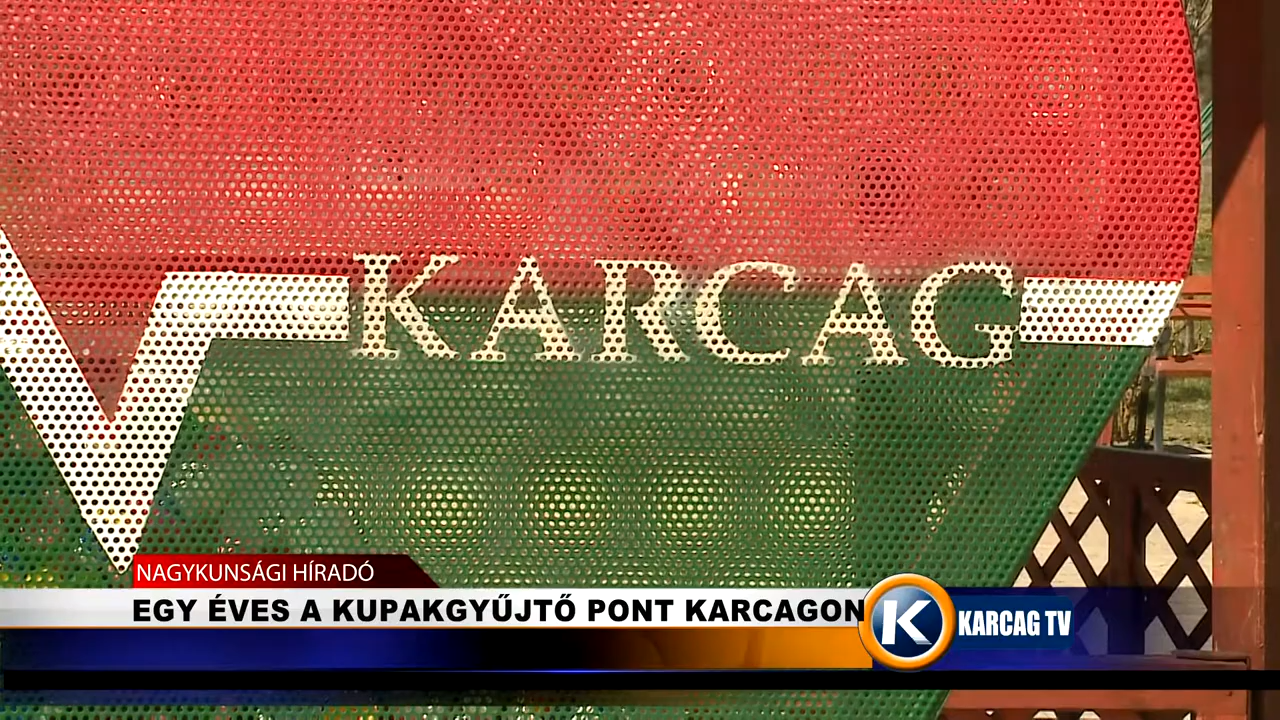 KARCAG
NAGYKUNSÁGI HÍRADÓ
EGY ÉVES A KUPAKGYŰJTŐ PONT KARCAGON
K KARCAG TV